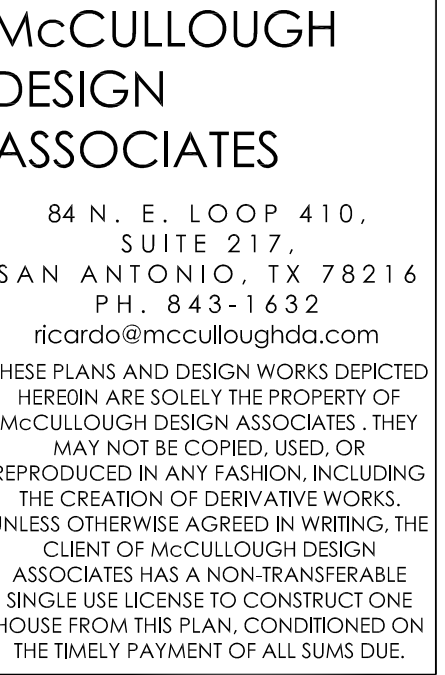 McCULLOUGH
DESIGN
ASSOCIATES
84 N. E. LOOP 410,
SUITE 217,
SAN ANTONIO, TX 78216
PH. 843-1632
ricardo@mcculloughda.com
THESE PLANS AND DESIGN WORKS DEPICTED
HERE0IN ARE SOLELY THE PROPERTY OF
McCULLOUGH DESIGN ASSOCIATES . THEY
MAY NOT BE COPIED, USED, OR
REPRODUCED IN ANY FASHION, INCLUDING
THE CREATION OF DERIVATIVE WORKS.
UNLESS OTHERWISE AGREED IN WRITING, THE
CLIENT OF McCULLOUGH DESIGN
ASSOCIATES HAS A NON-TRANSFERABLE
SINGLE USE LICENSE TO CONSTRUCT ONE
HOUSE FROM THIS PLAN, CONDITIONED ON
THE TIMELY PAYMENT OF ALL SUMS DUE.